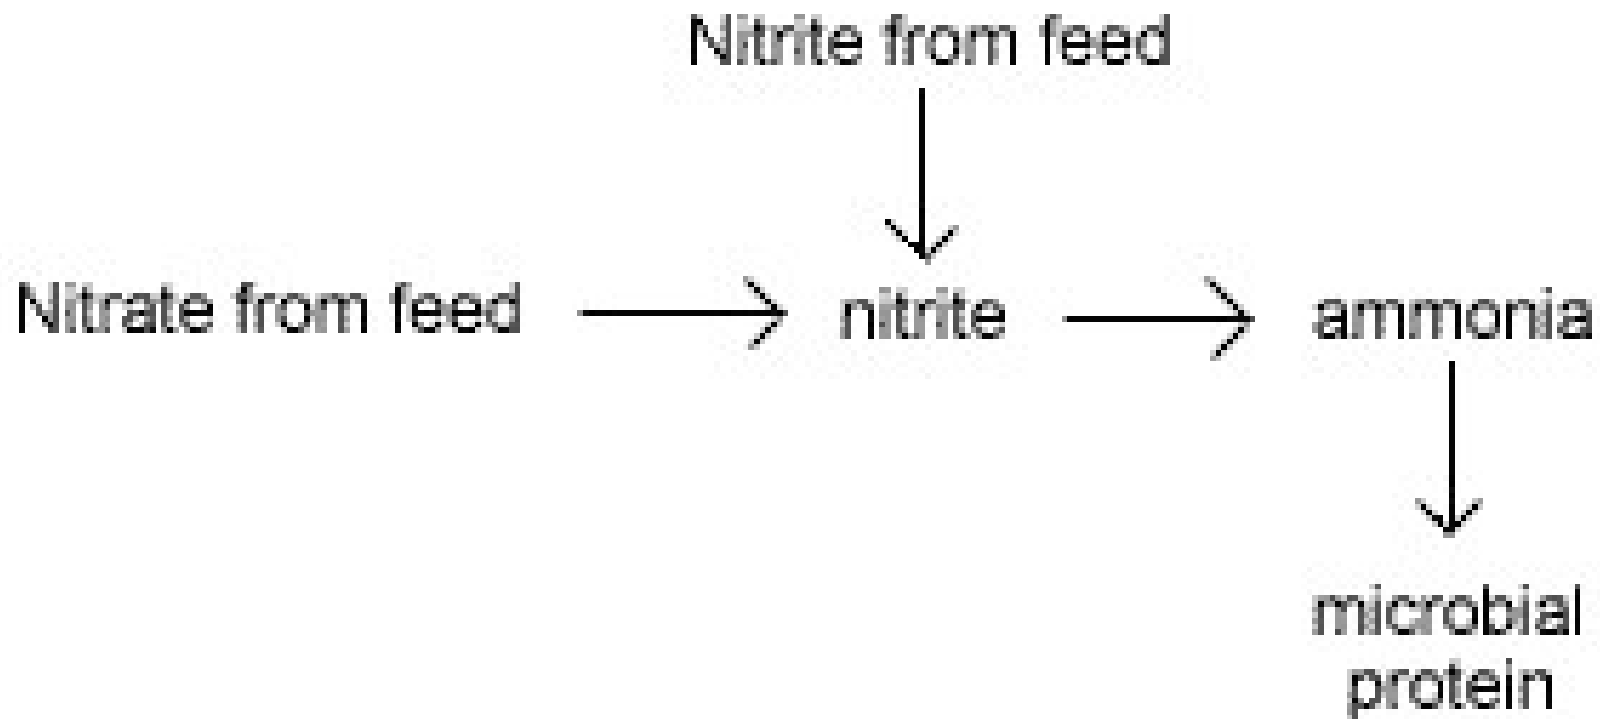 Nitrite from feed
Nitrate from feed
nitrite
ammonia
microbial
protein